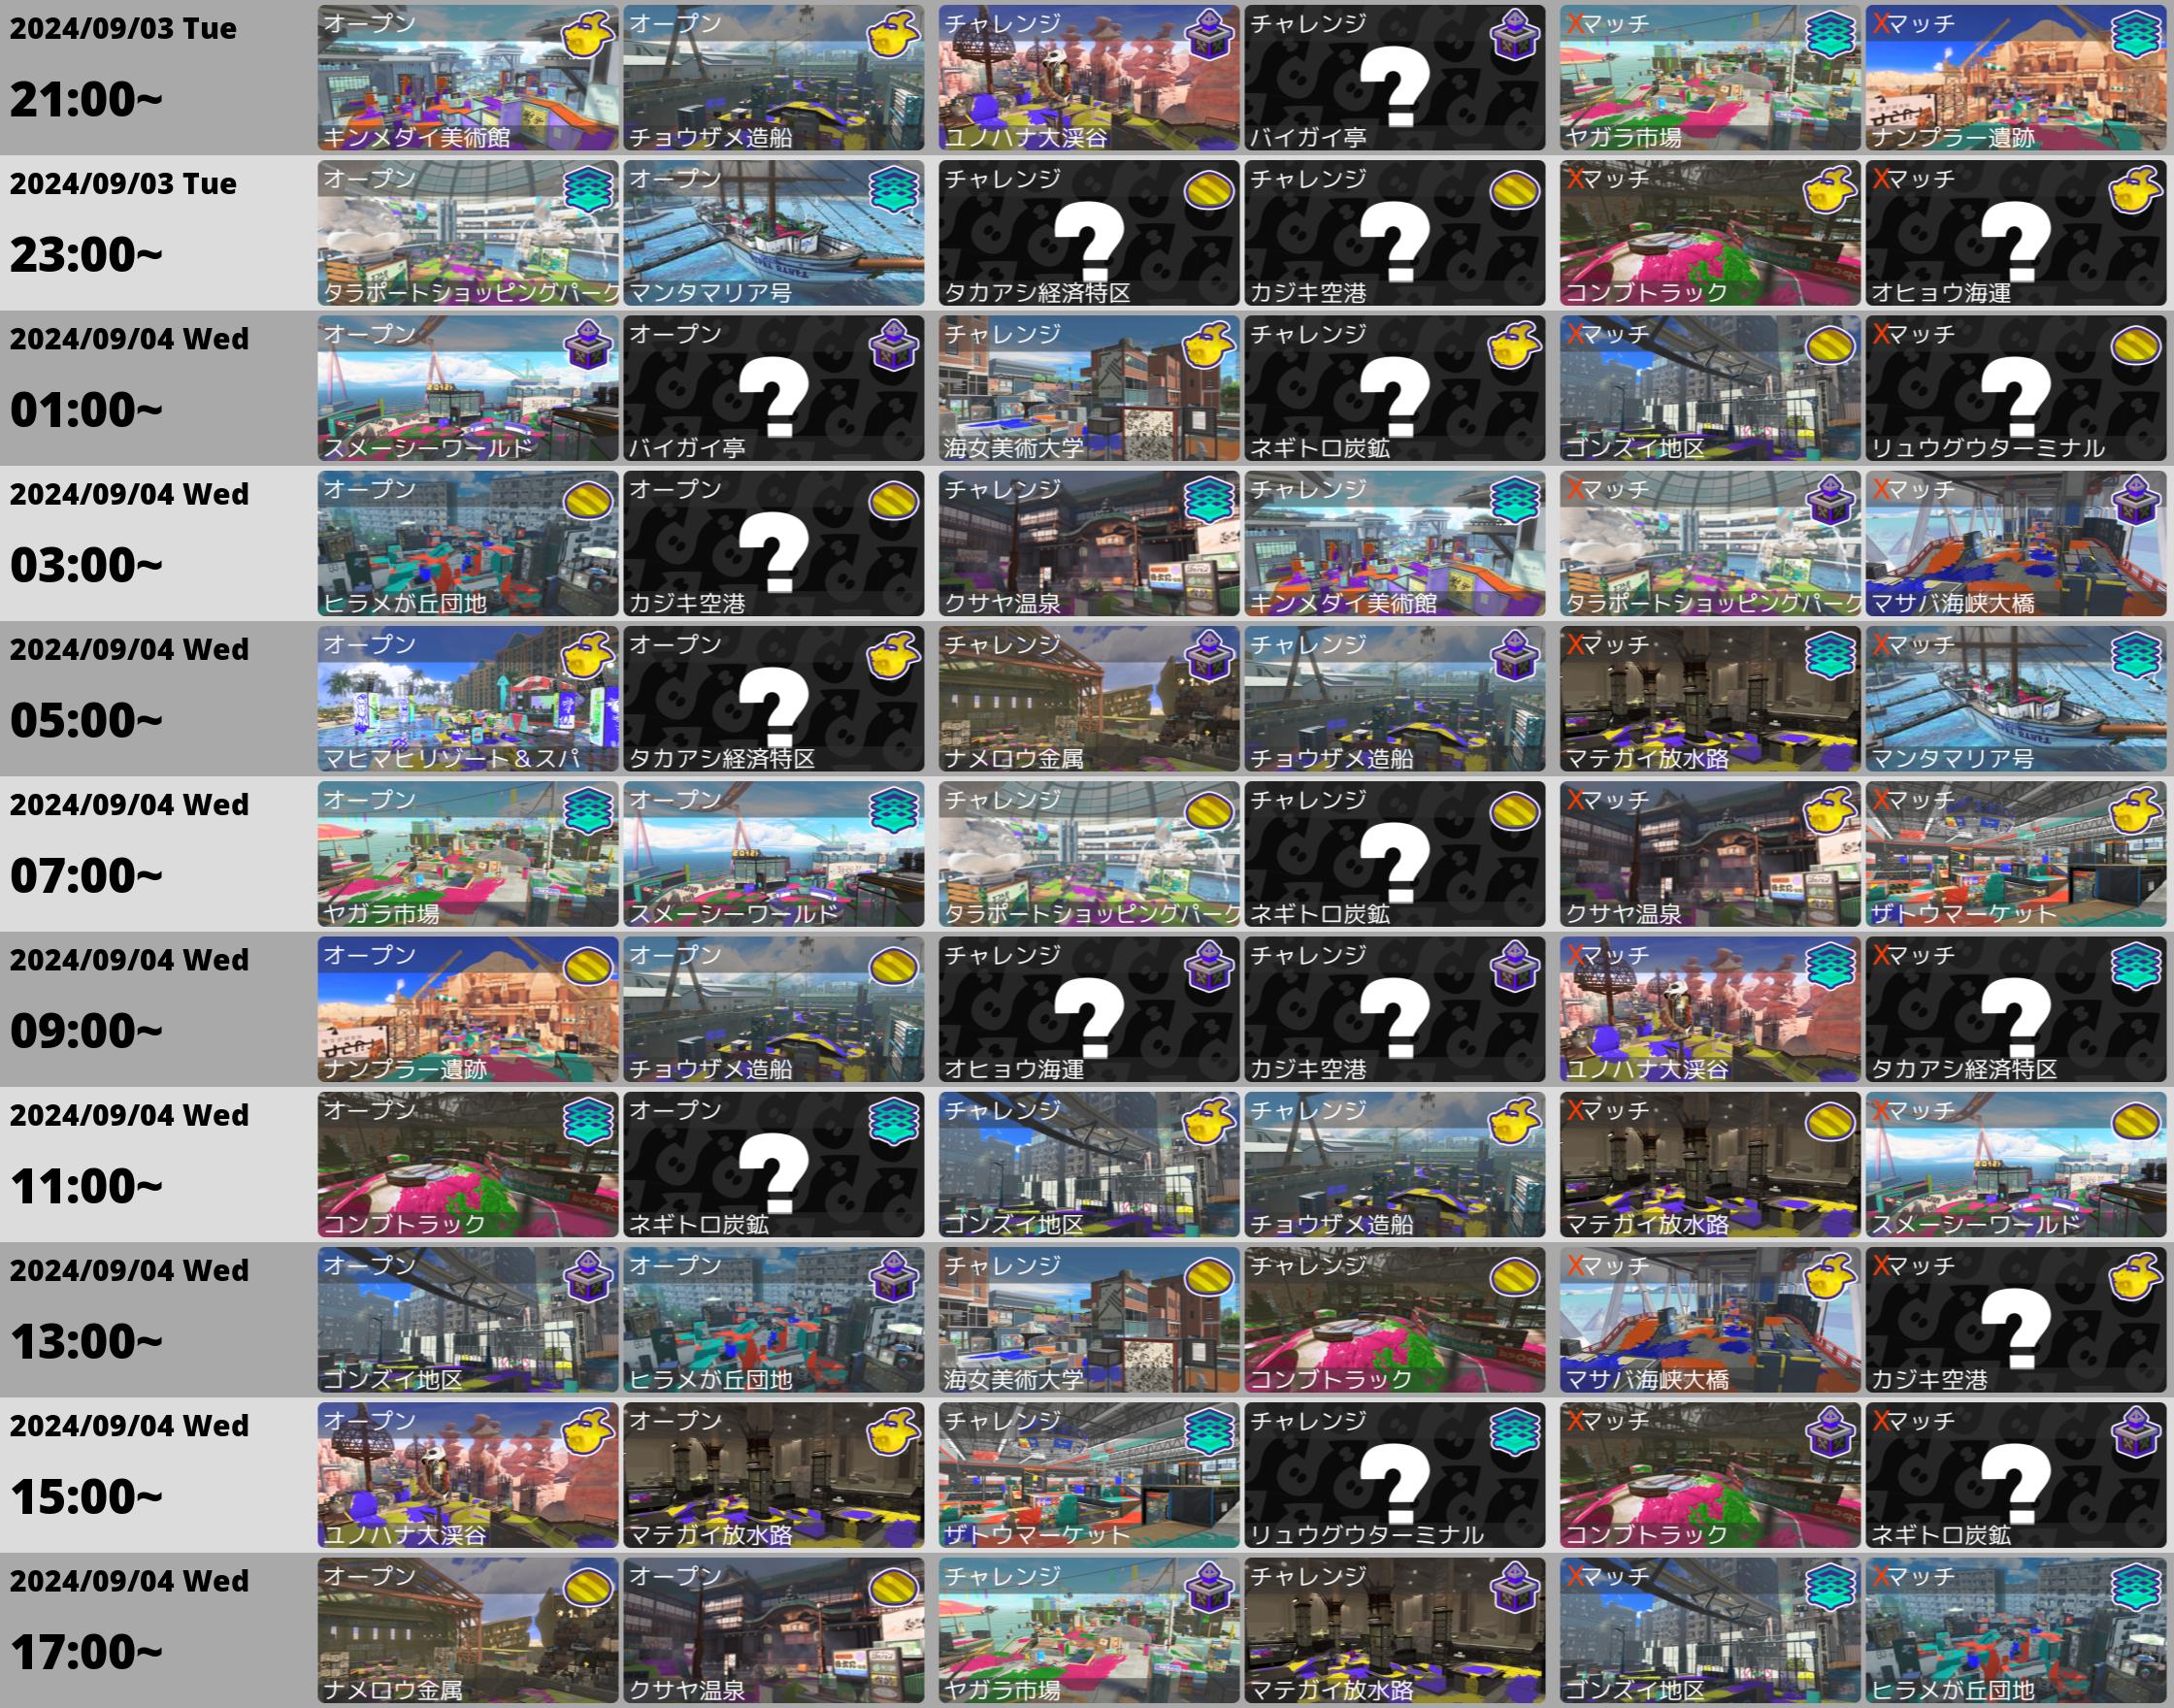 2024/09/03 Tue
21:00~
オープン オープン チャレンジ チャレンジ Xマッチ Xマッチ
キンメダイ美術館 チョウザメ造船 ユノハナ大渓谷 バイガイ亭 ヤガラ市場 ナンプラー遺跡
2024/09/03 Tue
23:00~
オープン オープン チャレンジ チャレンジ Xマッチ Xマッチ
タラポートショッピングパーク マンタマリア号 タカアシ経済特区 カジキ空港 コンブトラック オヒョウ海運
2024/09/04 Wed
01:00~
オープン オープン チャレンジ チャレンジ Xマッチ Xマッチ
スメーシーワールド バイガイ亭 海女美術大学 ネギトロ炭鉱 ゴンズイ地区 リュウグウターミナル
2024/09/04 Wed
03:00~
オープン オープン チャレンジ チャレンジ Xマッチ Xマッチ
ヒラメが丘団地 カジキ空港 クサヤ温泉 キンメダイ美術館 タラポートショッピングパーク マサバ海峡大橋
2024/09/04 Wed
05:00~
オープン オープン チャレンジ チャレンジ Xマッチ Xマッチ
マヒマヒリゾート＆スパ タカアシ経済特区 ナメロウ金属 チョウザメ造船 マテガイ放水路 マンタマリア号
2024/09/04 Wed
07:00~
オープン オープン チャレンジ チャレンジ Xマッチ Xマッチ
ヤガラ市場 スメーシーワールド タラポートショッピングパーク ネギトロ炭鉱 クサヤ温泉 ザトウマーケット
2024/09/04 Wed
09:00~
オープン オープン チャレンジ チャレンジ Xマッチ Xマッチ
ナンプラー遺跡 チョウザメ造船 オヒョウ海運 カジキ空港 ユノハナ大渓谷 タカアシ経済特区
2024/09/04 Wed
11:00~
オープン オープン チャレンジ チャレンジ Xマッチ Xマッチ
コンブトラック ネギトロ炭鉱 ゴンズイ地区 チョウザメ造船 マテガイ放水路 スメーシーワールド
2024/09/04 Wed
13:00~
オープン オープン チャレンジ チャレンジ Xマッチ Xマッチ
ゴンズイ地区 ヒラメが丘団地 海女美術大学 コンブトラック マサバ海峡大橋 カジキ空港
2024/09/04 Wed
15:00~
オープン オープン チャレンジ チャレンジ Xマッチ Xマッチ
ユノハナ大渓谷 マテガイ放水路 ザトウマーケット リュウグウターミナル コンブトラック ネギトロ炭鉱
2024/09/04 Wed
17:00~
オープン オープン チャレンジ チャレンジ Xマッチ Xマッチ
ナメロウ金属 クサヤ温泉 ヤガラ市場 マテガイ放水路 ゴンズイ地区 ヒラメが丘団地